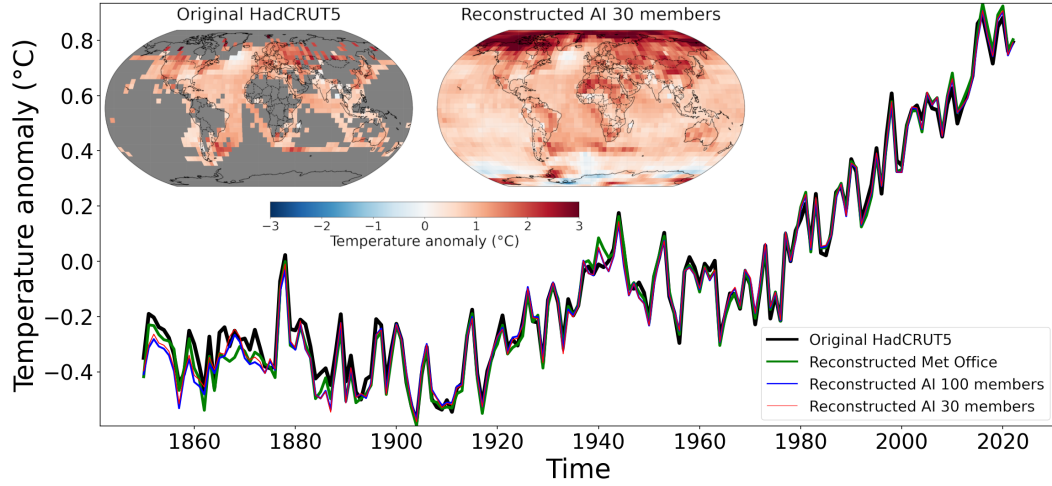 Original HadCRUT5
Reconstructed AI 30 members
−3 −2 −1 0 1 2 3
Temperature anomaly (°C)
Temperature anomaly (°C)
0.8
0.6
0.4
0.2
0.0
−0.2
−0.4
Original HadCRUT5
Reconstructed Met Office
Reconstructed AI 100 members
Reconstructed AI 30 members
1860 1880 1900 1920 1940 1960 1980 2000 2020
Time